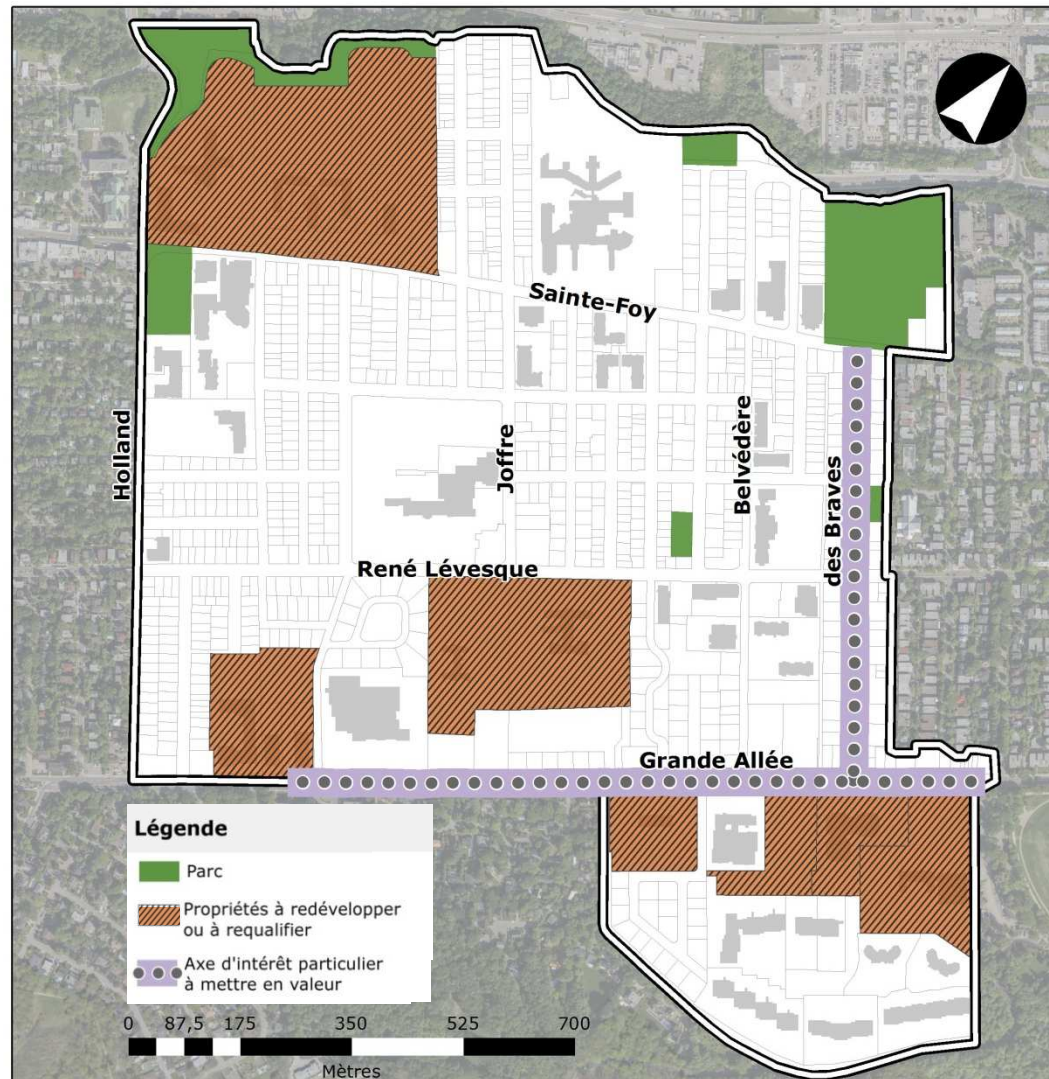 Sainte-Foy
Holland
Joffre
Belvédère
des Braves
René Lévesque
Grande Allée
Légende
Parc
Propriétés à redévelopper
ou à requalifier
Axe d'intérêt particulier
à mettre en valeur
0 87,5 175 350 525 700
Mètres